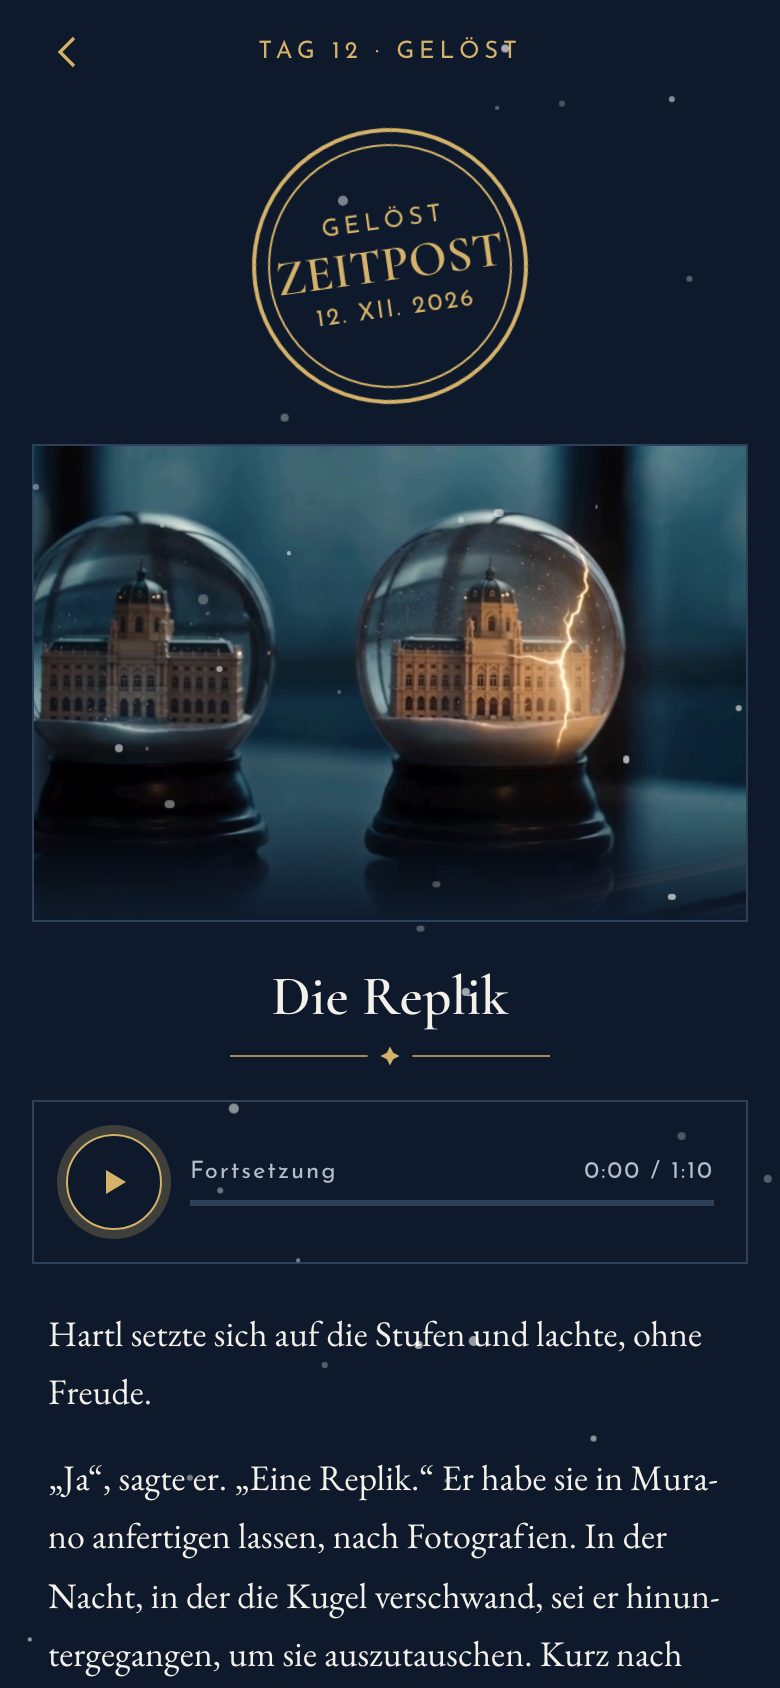 TAG 12 · GELÖST
GELÖST
ZEITPOST
12. XII. 2026
Die Replik
Fortsetzung
0:00 / 1:10
Hartl setzte sich auf die Stufen und lachte, ohne
Freude.
„Ja“, sagte er. „Eine Replik.“ Er habe sie in Mura-
no anfertigen lassen, nach Fotografien. In der
Nacht, in der die Kugel verschwand, sei er hinun-
tergegangen, um sie auszutauschen. Kurz nach